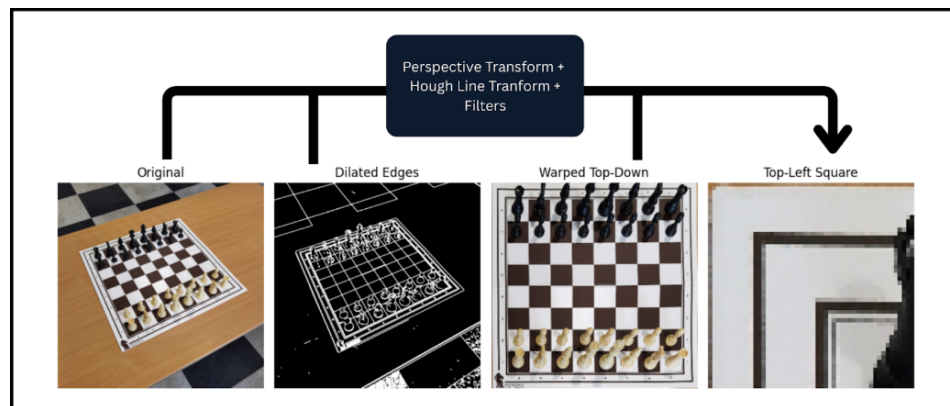 Perspective Transform +
Hough Line Tranform +
Filters
Original
Dilated Edges
Warped Top-Down
Top-Left Square